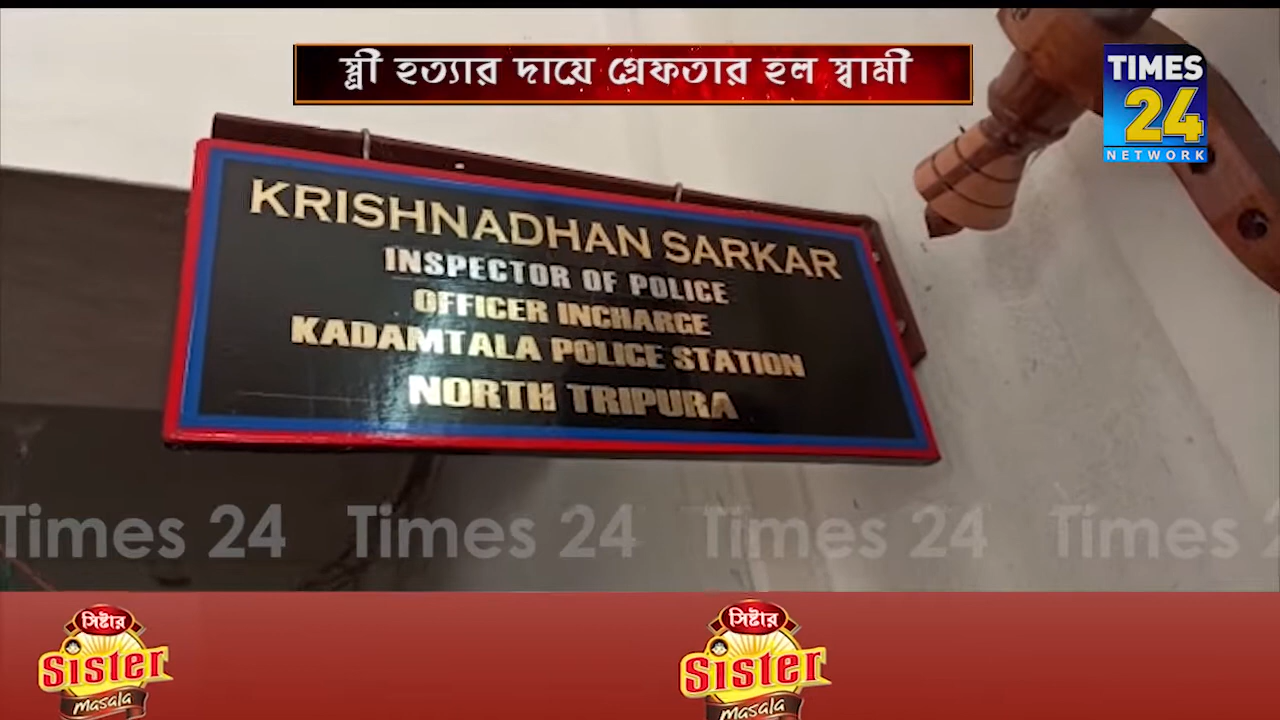 স্ত্রী হত্যার দায়ে গ্রেফতার হল স্বামী
TIMES
24
NETWORK
KRISHNADHAN SARKAR
INSPECTOR OF POLICE
OFFICER INCHARGE
KADAMTALA POLICE STATION
NORTH TRIPURA
Times 24 Times 24 Times 24 Times 2
সিষ্টার
Sister
masala
সিষ্টার
Sister
masala